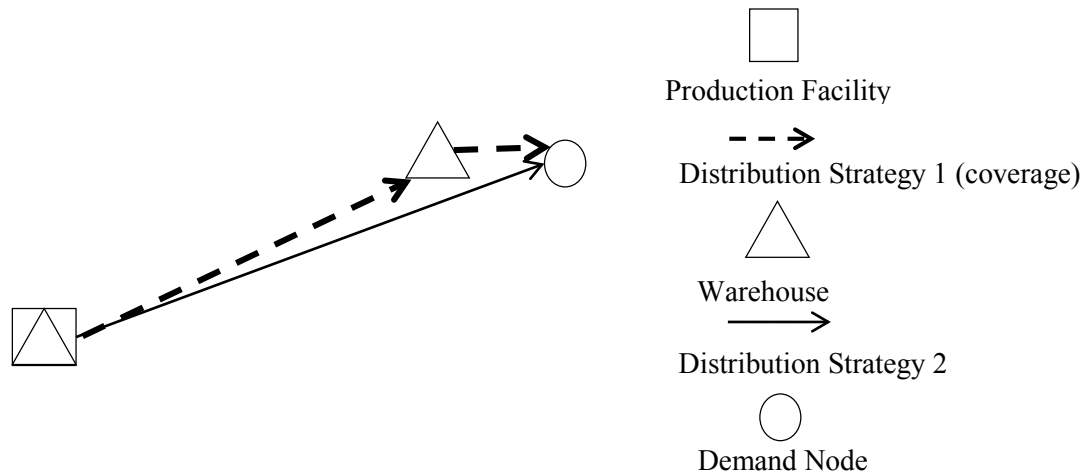 Production Facility
Distribution Strategy 1 (coverage)
Warehouse
Distribution Strategy 2
Demand Node